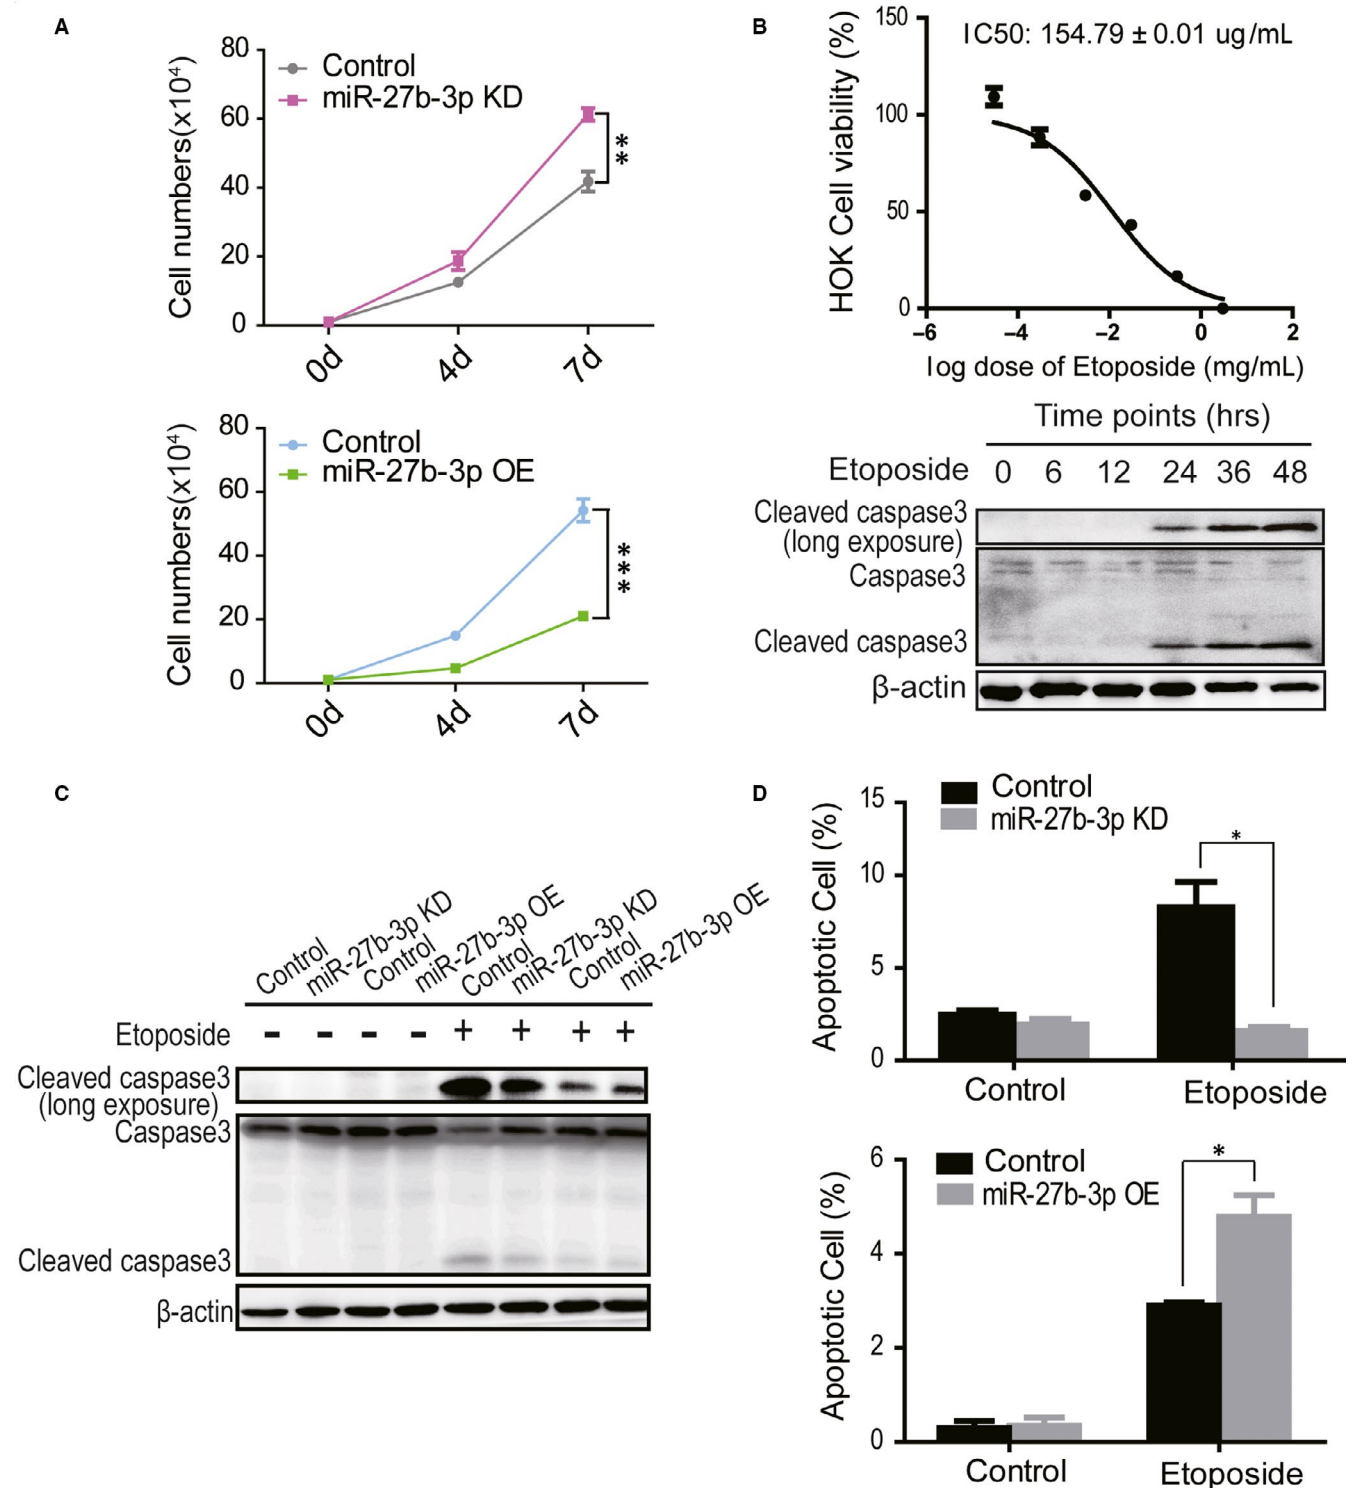 A
80
60
40
20
0
Cell numbers(x10⁴)
Control
miR-27b-3p KD
**
0d 4d 7d
80
60
40
20
0
Cell numbers(x10⁴)
Control
miR-27b-3p OE
***
0d 4d 7d
B
150
100
50
0
HOK Cell viability (%)
IC50: 154.79 ± 0.01 ug/mL
−6 −4 −2 0 2
log dose of Etoposide (mg/mL)
Time points (hrs)
Etoposide 0 6 12 24 36 48
Cleaved caspase3
(long exposure)
Caspase3
Cleaved caspase3
β-actin
C
Control
miR-27b-3p KD
Control
miR-27b-3p OE
Control
miR-27b-3p KD
Control
miR-27b-3p OE
Etoposide - - - - + + + +
Cleaved caspase3
(long exposure)
Caspase3
Cleaved caspase3
β-actin
D
15
10
5
0
Apoptotic Cell (%)
Control
miR-27b-3p KD
*
Control Etoposide
6
4
2
0
Apoptotic Cell (%)
Control
miR-27b-3p OE
*
Control Etoposide